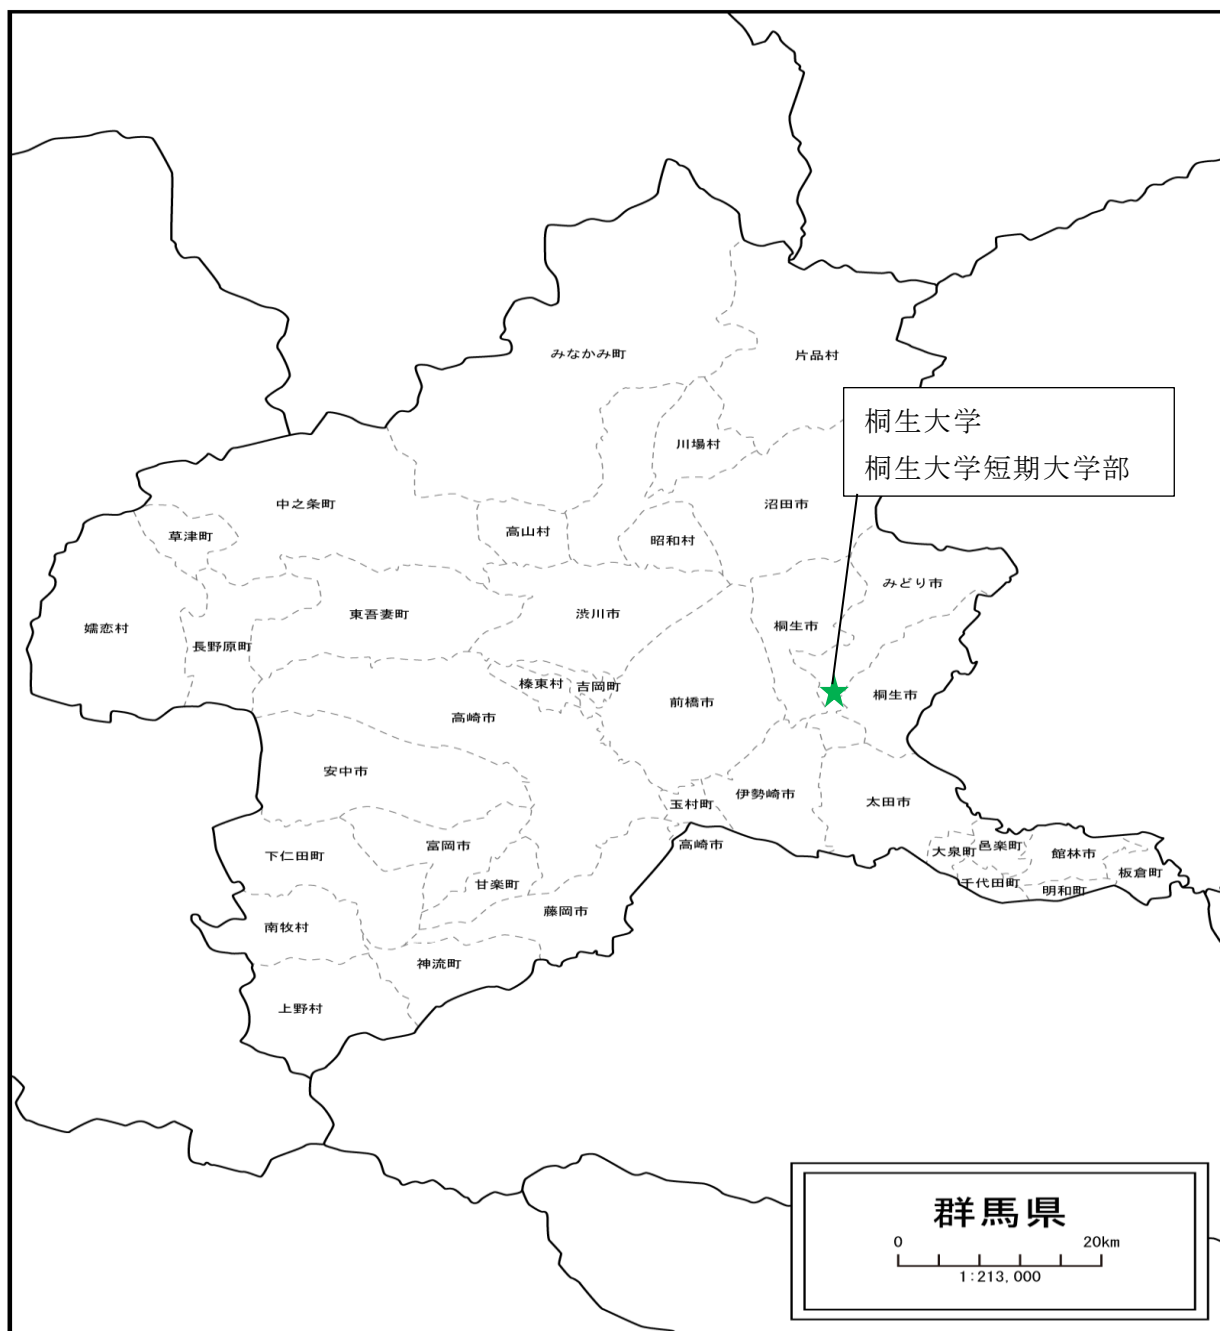 みなかみ町
片品村
桐生大学
桐生大学短期大学部
川場村
中之条町
沼田市
草津町
高山村
昭和村
みどり市
東吾妻町
渋川市
桐生市
嬬恋村
長野原町
榛東村
吉岡町
前橋市
桐生市
高崎市
安中市
玉村町
伊勢崎市
太田市
下仁田町
富岡市
高崎市
大泉町
邑楽町
館林市
板倉町
甘楽町
千代田町
明和町
藤岡市
南牧村
神流町
上野村
群馬県
0 20km
1:213,000